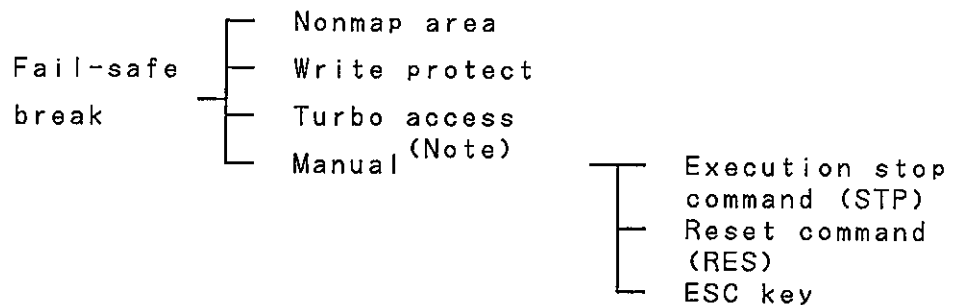 Fail-safe
break
Nonmap area
Write protect
Turbo access
(Note)
Manual
Execution stop
command (STP)
Reset command
(RES)
ESC key